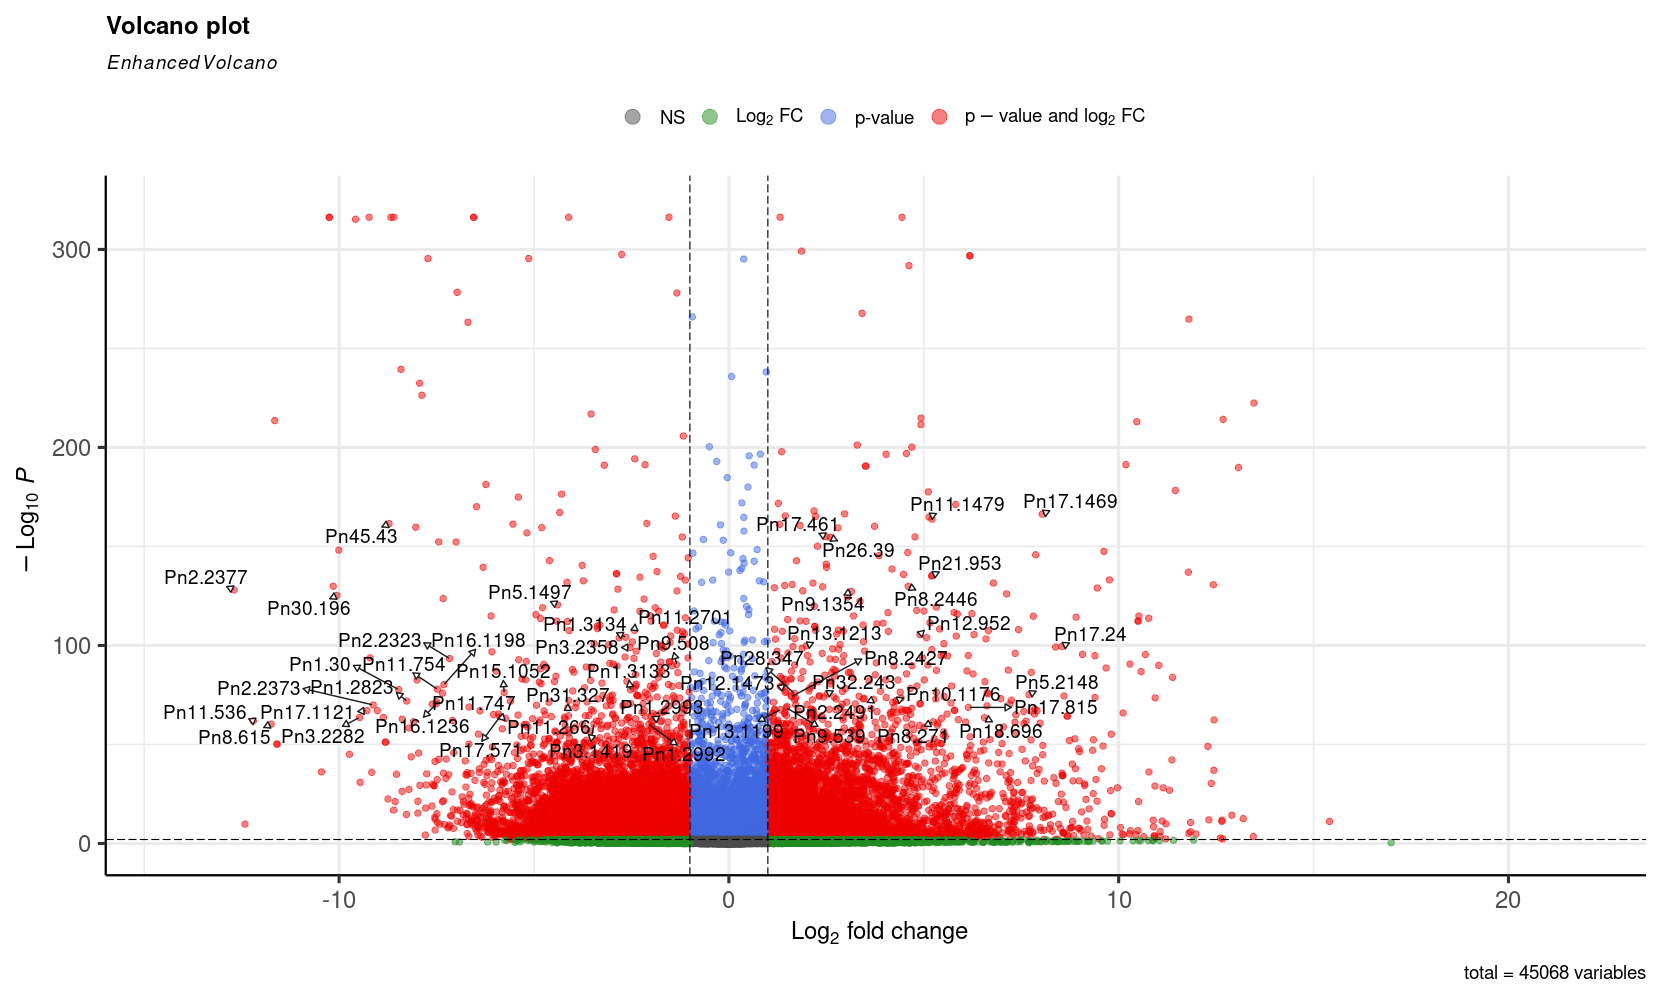 Volcano plot
EnhancedVolcano
NS Log₂ FC p-value p − value and log₂ FC
300
200
100
0
− Log₁₀ P
Pn11.1479 Pn17.1469
Pn17.461
Pn45.43
Pn26.39
Pn21.953
Pn2.2377
Pn5.1497
Pn8.2446
Pn30.196
Pn9.1354
Pn11.2701
Pn1.3134
Pn12.952
Pn13.1213
Pn17.24
Pn2.2323 Pn16.1198
Pn3.2358 Pn9.508
Pn28.347 Pn8.2427
Pn1.30 Pn11.754
Pn15.1052 Pn1.3133
Pn12.1473 Pn32.243 Pn5.2148
Pn2.2373 Pn1.2823
Pn31.327 Pn10.1176
Pn11.747
Pn1.2993 Pn17.815
Pn11.536 Pn17.1121
Pn2.2491
Pn16.1236 Pn11.266
Pn13.1199 Pn18.696
Pn8.615 Pn3.2282
Pn9.539 Pn8.271
Pn17.571 Pn3.1419 Pn1.2992
-10 0 10 20
Log₂ fold change
total = 45068 variables